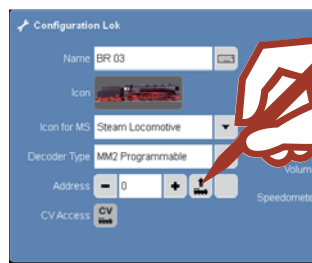 Configuration Lok
Name BR 03
Icon
Icon for MS Steam Locomotive
Decoder Type MM2 Programmable
Address - 0 +
Volum
CV Access CV
Speedomete